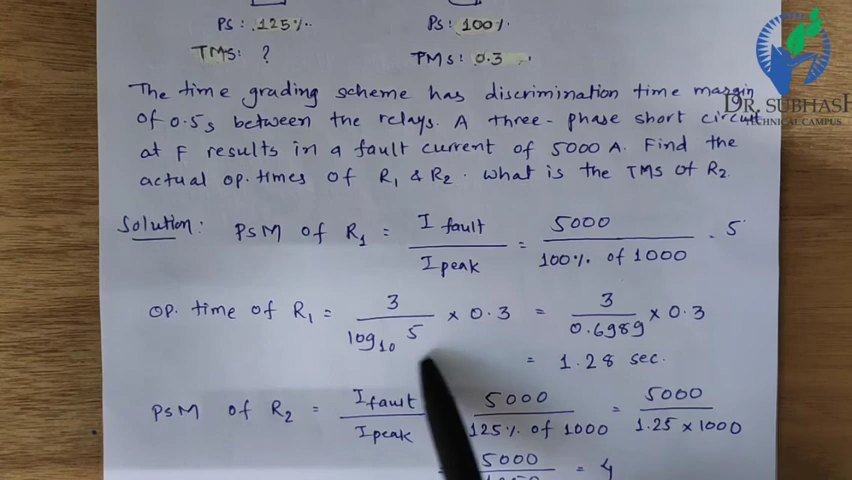 PS: 125%. PS: 100%.
TMS: ? TMS: 0.3
The time grading scheme has discrimination time margin
of 0.5s between the relays. A three-phase short circuit
at F results in a fault current of 5000 A. Find the
actual op. times of R1 & R2. what is the TMS of R2.
Solution: PSM of R1 = I fault / I peak = 5000 / 100% of 1000 = 5
op. time of R1 = 3 / log10 5 × 0.3 = 3 / 0.6989 × 0.3
= 1.28 sec.
PSM of R2 = I fault / I peak 5000 / 125% of 1000 = 5000 / 1.25 × 1000
5000 = 4
DR. SUBHASH
TECHNICAL CAMPUS